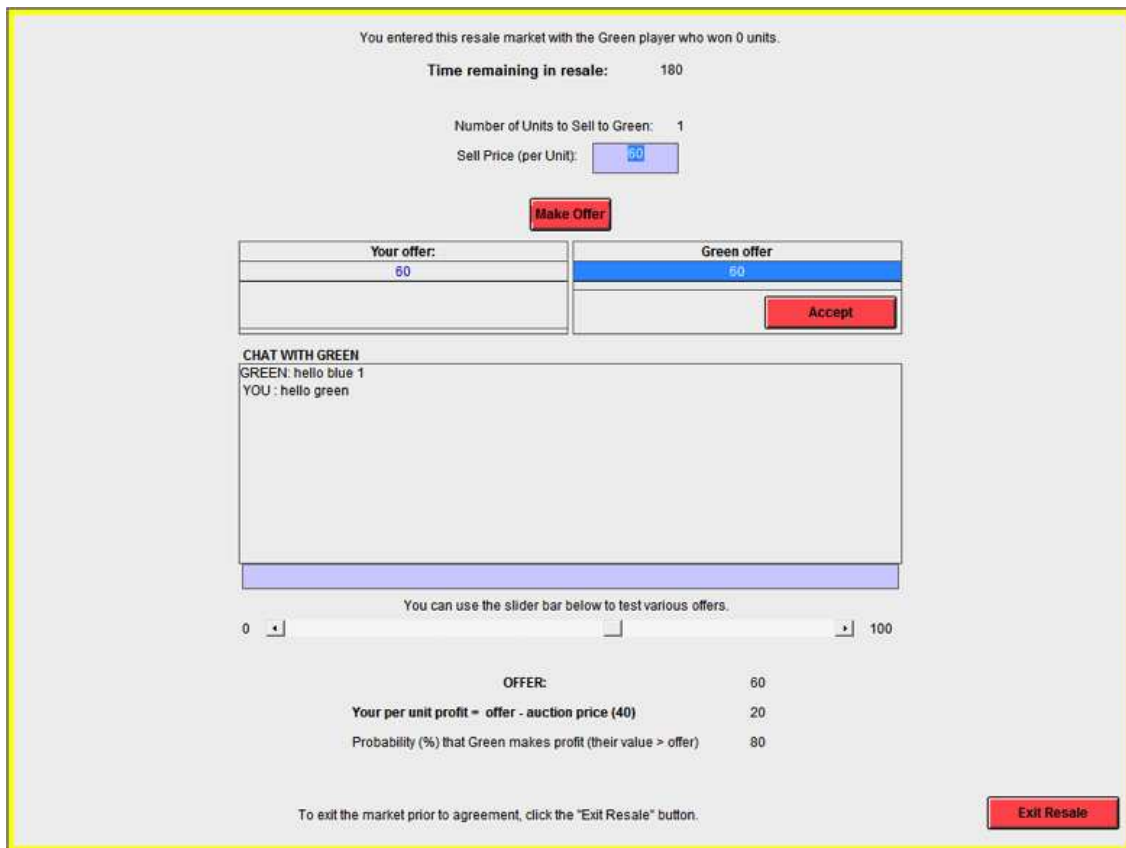 You entered this resale market with the Green player who won 0 units.
Time remaining in resale: 180
Number of Units to Sell to Green: 1
Sell Price (per Unit): 60
Make Offer
Your offer: Green offer
60 60
Accept
CHAT WITH GREEN
GREEN: hello blue 1
YOU : hello green
You can use the slider bar below to test various offers.
0 100
OFFER: 60
Your per unit profit = offer - auction price (40) 20
Probability (%) that Green makes profit (their value > offer) 80
To exit the market prior to agreement, click the "Exit Resale" button.
Exit Resale